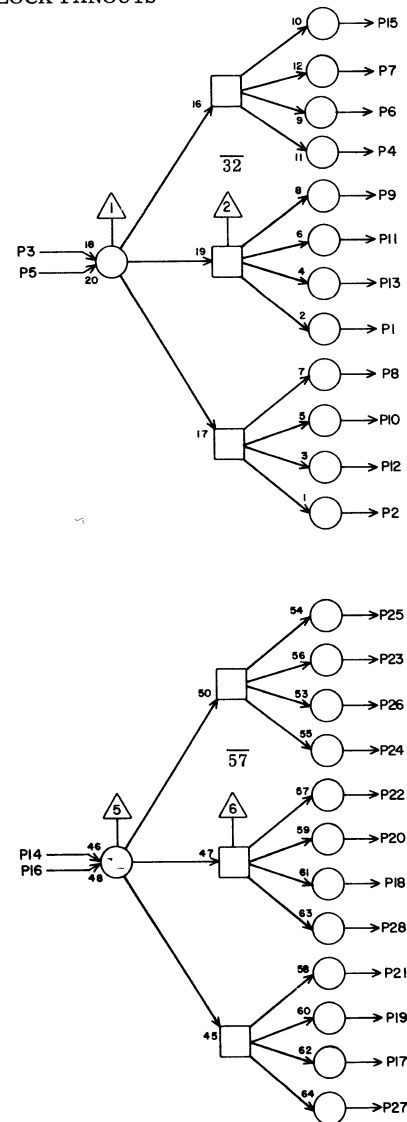 LOCK FANOUTS
10 P15
12 P7
16
9 P6
11 P4
32
8 P9
1 2
6 P11
P3 18 19
4 P13
P5 20
2 P1
7 P8
17 5 P10
3 P12
1 P2
54 P25
56 P23
50 53 P26
55 P24
57
57 P22
5 6
59 P20
P14 46 47
61 P18
P16 48
63 P28
58 P21
60 P19
45
62 P17
64 P27